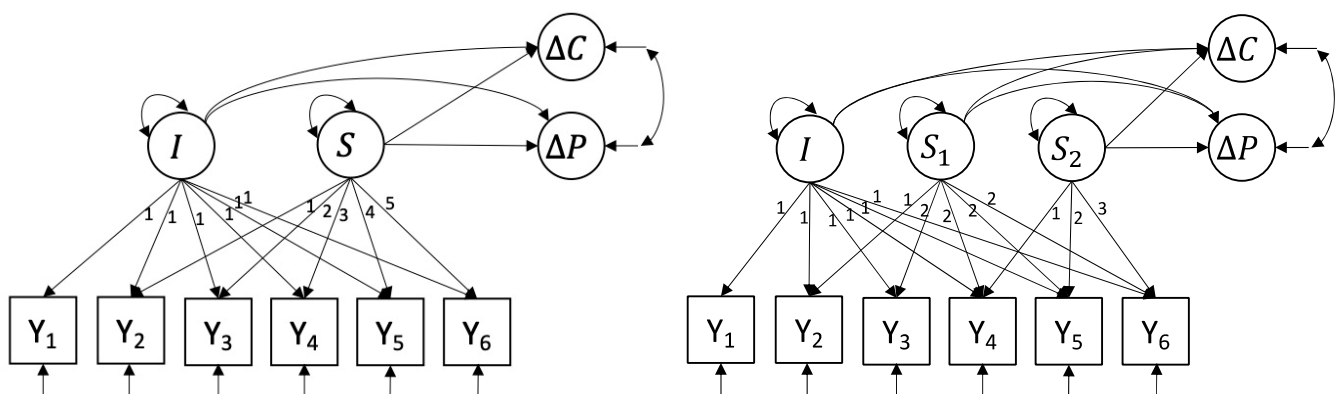 ΔC ΔC
I S ΔP I S₁ S₂ ΔP
1 1 1 1 1 1 1 2 3 4 5 1 1 1 1 1 1 1 2 2 2 2 1 2 3
Y₁ Y₂ Y₃ Y₄ Y₅ Y₆ Y₁ Y₂ Y₃ Y₄ Y₅ Y₆